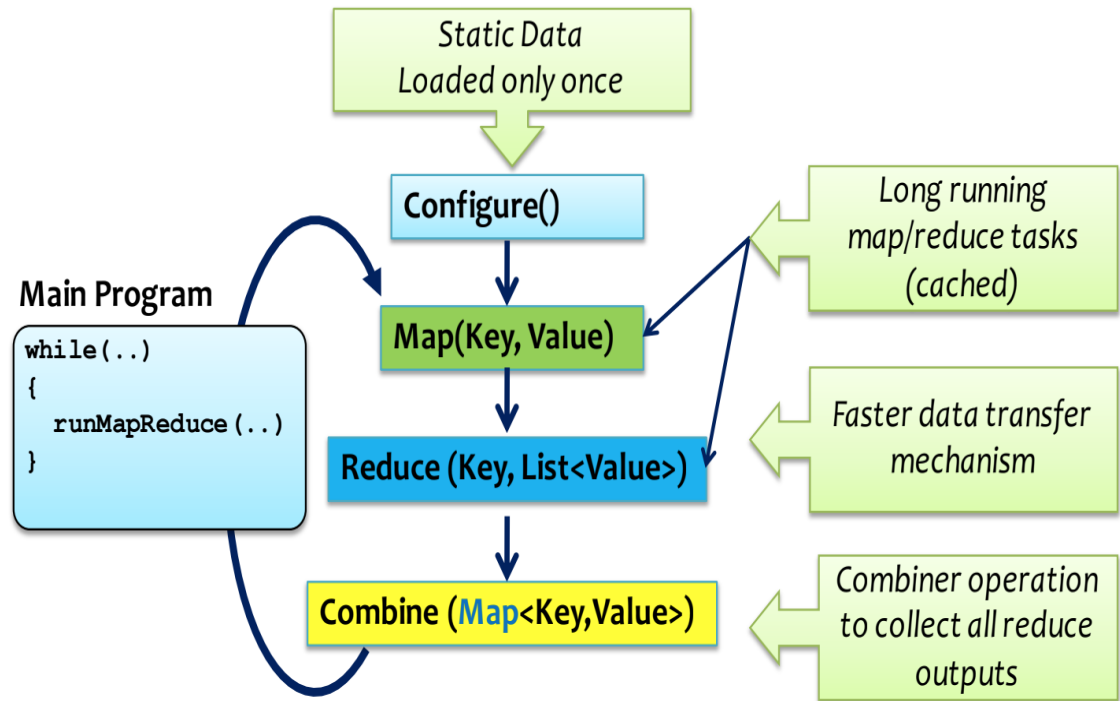 Static Data
Loaded only once
Configure()
Long running
map/reduce tasks
(cached)
Main Program
while(..)
{
runMapReduce(..)
}
Map(Key, Value)
Faster data transfer
mechanism
Reduce (Key, List<Value>)
Combine (Map<Key,Value>)
Combiner operation
to collect all reduce
outputs